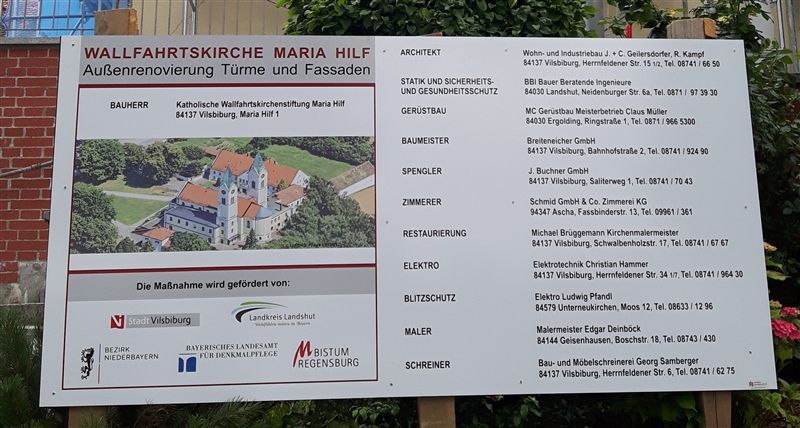 WALLFAHRTSKIRCHE MARIA HILF
Außenrenovierung Türme und Fassaden
BAUHERR Katholische Wallfahrtskirchenstiftung Maria Hilf
84137 Vilsbiburg, Maria Hilf 1
Die Maßnahme wird gefördert von:
Stadt Vilsbiburg
Landkreis Landshut
BEZIRK
NIEDERBAYERN
BAYERISCHES LANDESAMT
FÜR DENKMALPFLEGE
BISTUM
REGENSBURG
ARCHITEKT Wohn- und Industriebau J. + C. Geilersdorfer, R. Kampf
84137 Vilsbiburg, Herrnfeldener Str. 15 1/2, Tel. 08741 / 66 50
STATIK UND SICHERHEITS- BBI Bauer Beratende Ingenieure
UND GESUNDHEITSSCHUTZ 84030 Landshut, Neidenburger Str. 6a, Tel. 0871 / 97 39 30
GERÜSTBAU MC Gerüstbau Meisterbetrieb Claus Müller
84030 Ergolding, Ringstraße 1, Tel. 0871 / 966 5300
BAUMEISTER Breiteneicher GmbH
84137 Vilsbiburg, Bahnhofstraße 2, Tel. 08741 / 924 90
SPENGLER J. Buchner GmbH
84137 Vilsbiburg, Saliterweg 1, Tel. 08741 / 70 43
ZIMMERER Schmid GmbH & Co. Zimmerei KG
94347 Ascha, Fassbinderstr. 13, Tel. 09961 / 361
RESTAURIERUNG Michael Brüggemann Kirchenmalermeister
84137 Vilsbiburg, Schwalbenholzstr. 17, Tel. 08741 / 67 67
ELEKTRO Elektrotechnik Christian Hammer
84137 Vilsbiburg, Herrnfeldener Str. 34 1/7, Tel. 08741 / 964 30
BLITZSCHUTZ Elektro Ludwig Pfandl
84579 Unterneukirchen, Moos 12, Tel. 08633 / 12 96
MALER Malermeister Edgar Deinböck
84144 Geisenhausen, Boschstr. 18, Tel. 08743 / 430
SCHREINER Bau- und Möbelschreinerei Georg Samberger
84137 Vilsbiburg, Herrnfeldener Str. 6, Tel. 08741 / 62 75